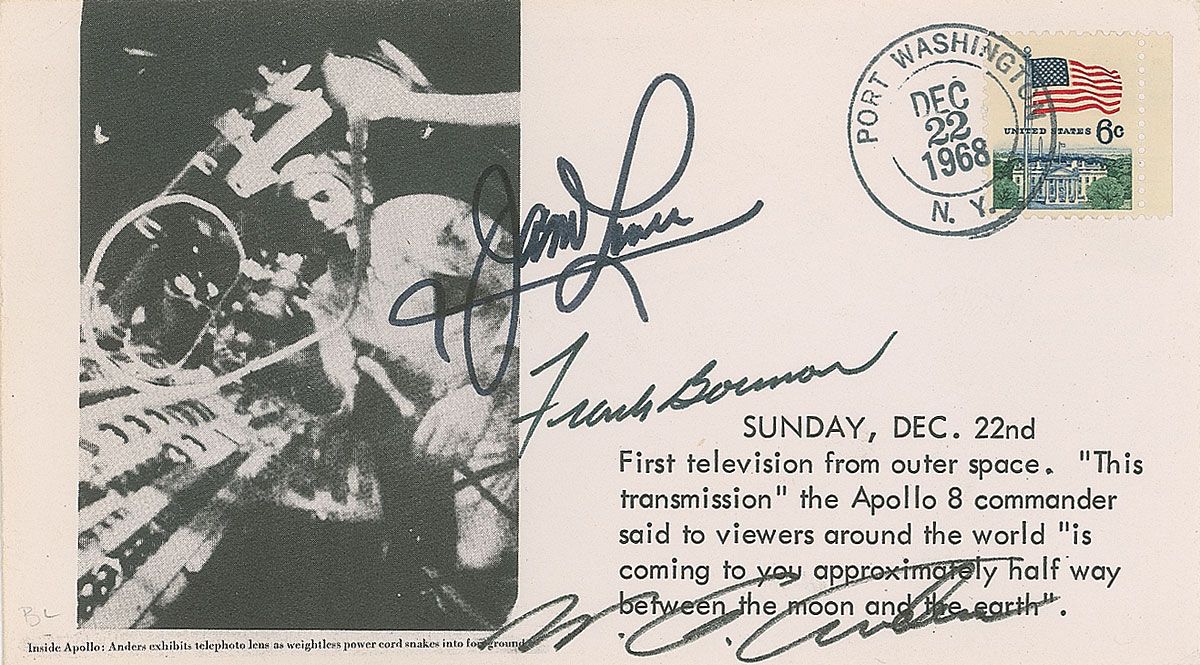 PORT WASHINGTON
DEC
22
1968
N. Y.
UNITED STATES 6c
James Lovell
Frank Borman
SUNDAY, DEC. 22nd
First television from outer space. "This
transmission" the Apollo 8 commander
said to viewers around the world "is
coming to you approximately half way
between the moon and the earth".
W. A. Anders
BL
Inside Apollo: Anders exhibits telephoto lens as weightless power cord snakes into foreground